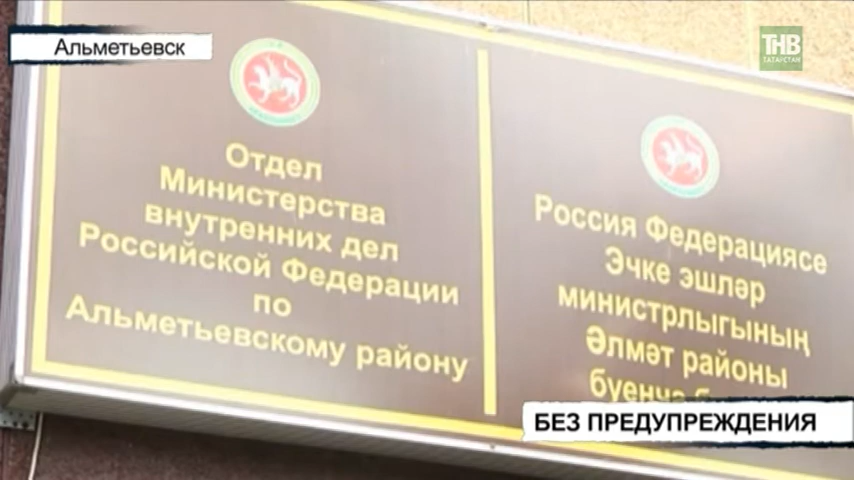 Альметьевск
ТНВ
ТАТАРСТАН
Отдел
Министерства
внутренних дел
Российской Федерации
по
Альметьевскому району
Россия Федерациясе
Эчке эшләр
министрлыгының
Әлмәт районы
буенча
БЕЗ ПРЕДУПРЕЖДЕНИЯ